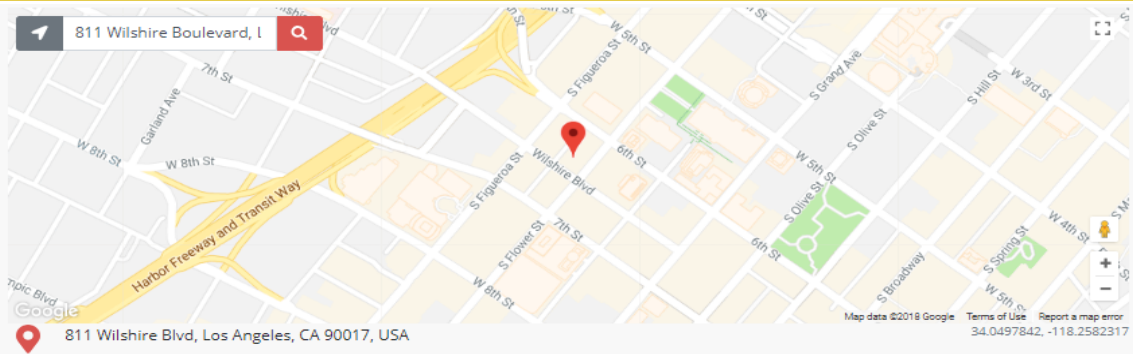 811 Wilshire Boulevard, L
W 5th St
S Figueroa St
7th St
Garland Ave
W 8th St
W 8th St
S Grand Ave
S Hill St
W 3rd St
S Olive St
6th St
Wilshire Blvd
S Figueroa St
W 5th St
S Olive St
Harbor Freeway and Transit Way
S Flower St
7th St
6th St
S Spring St
W 4th St
S Broadway
W 8th St
W 5th St
Google
Map data ©2018 Google Terms of Use Report a map error
811 Wilshire Blvd, Los Angeles, CA 90017, USA
34.0497842, -118.2582317